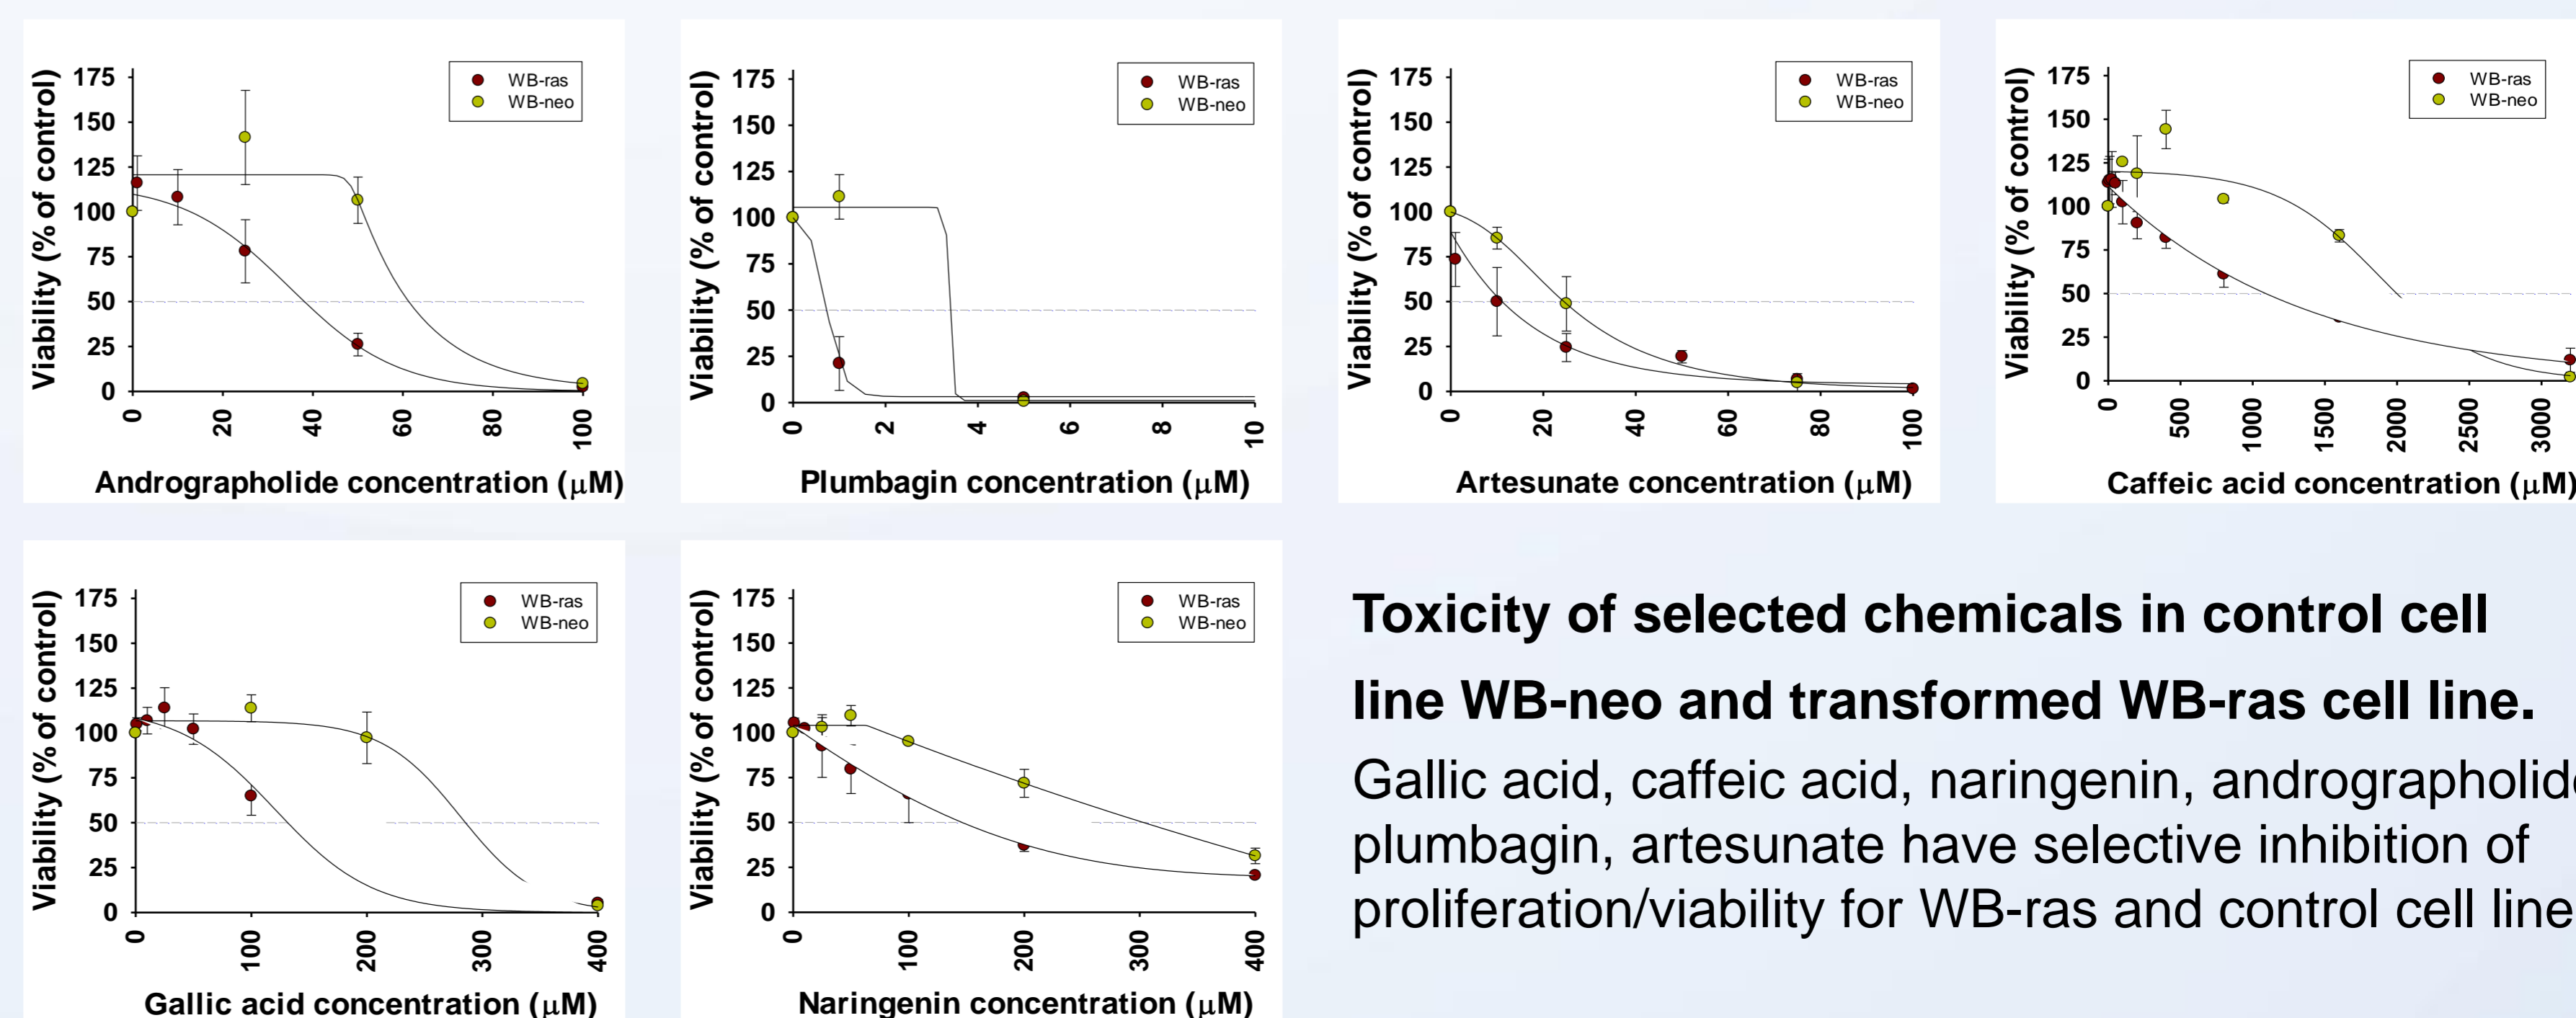 175
150
125
100
75
50
25
0
Viability (% of control)
WB-ras
WB-neo
0
20
40
60
80
100
Andrographolide concentration (μM)
175
150
125
100
75
50
25
0
Viability (% of control)
WB-ras
WB-neo
0
2
4
6
8
10
Plumbagin concentration (μM)
175
150
125
100
75
50
25
0
Viability (% of control)
WB-ras
WB-neo
0
20
40
60
80
100
Artesunate concentration (μM)
175
150
125
100
75
50
25
0
Viability (% of control)
WB-ras
WB-neo
0
500
1000
1500
2000
2500
3000
Caffeic acid concentration (μM)
175
150
125
100
75
50
25
0
Viability (% of control)
WB-ras
WB-neo
0
100
200
300
400
Gallic acid concentration (μM)
175
150
125
100
75
50
25
0
Viability (% of control)
WB-ras
WB-neo
0
100
200
300
400
Naringenin concentration (μM)
Toxicity of selected chemicals in control cell
line WB-neo and transformed WB-ras cell line.
Gallic acid, caffeic acid, naringenin, andrographolide
plumbagin, artesunate have selective inhibition of
proliferation/viability for WB-ras and control cell line